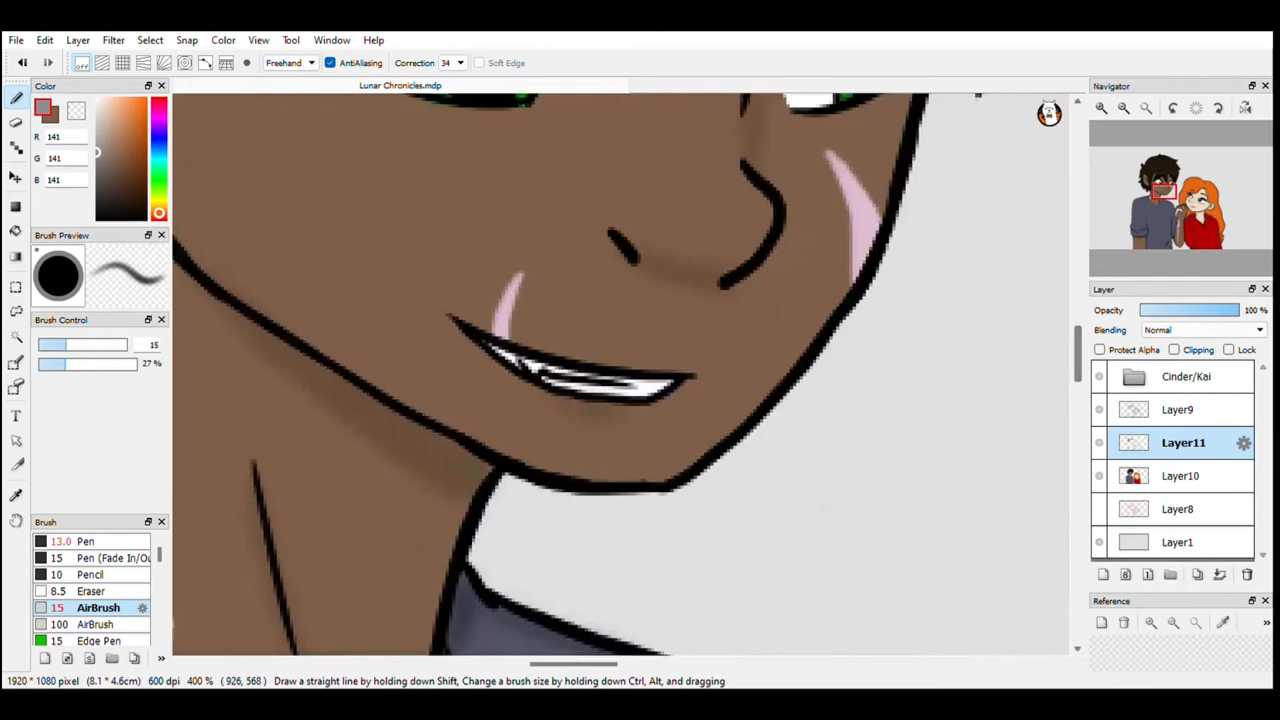 File Edit Layer Filter Select Snap Color View Tool Window Help
off Freehand AntiAliasing Correction 34 Soft Edge
Color
Lunar Chronicles.mdp
Navigator
R 141
G 141
B 141
Brush Preview
Layer
Opacity 100 %
Brush Control
Blending Normal
15
Protect Alpha Clipping Lock
27 %
Cinder/Kai
Layer9
Layer11
Layer10
Layer8
Layer1
Brush
13.0 Pen
15 Pen (Fade In/Ou
10 Pencil
8.5 Eraser
15 AirBrush
100 AirBrush
15 Edge Pen
T
8 1
Reference
1920 * 1080 pixel (8.1 * 4.6cm) 600 dpi 400 % ( 926, 568 ) Draw a straight line by holding down Shift, Change a brush size by holding down Ctrl, Alt, and dragging